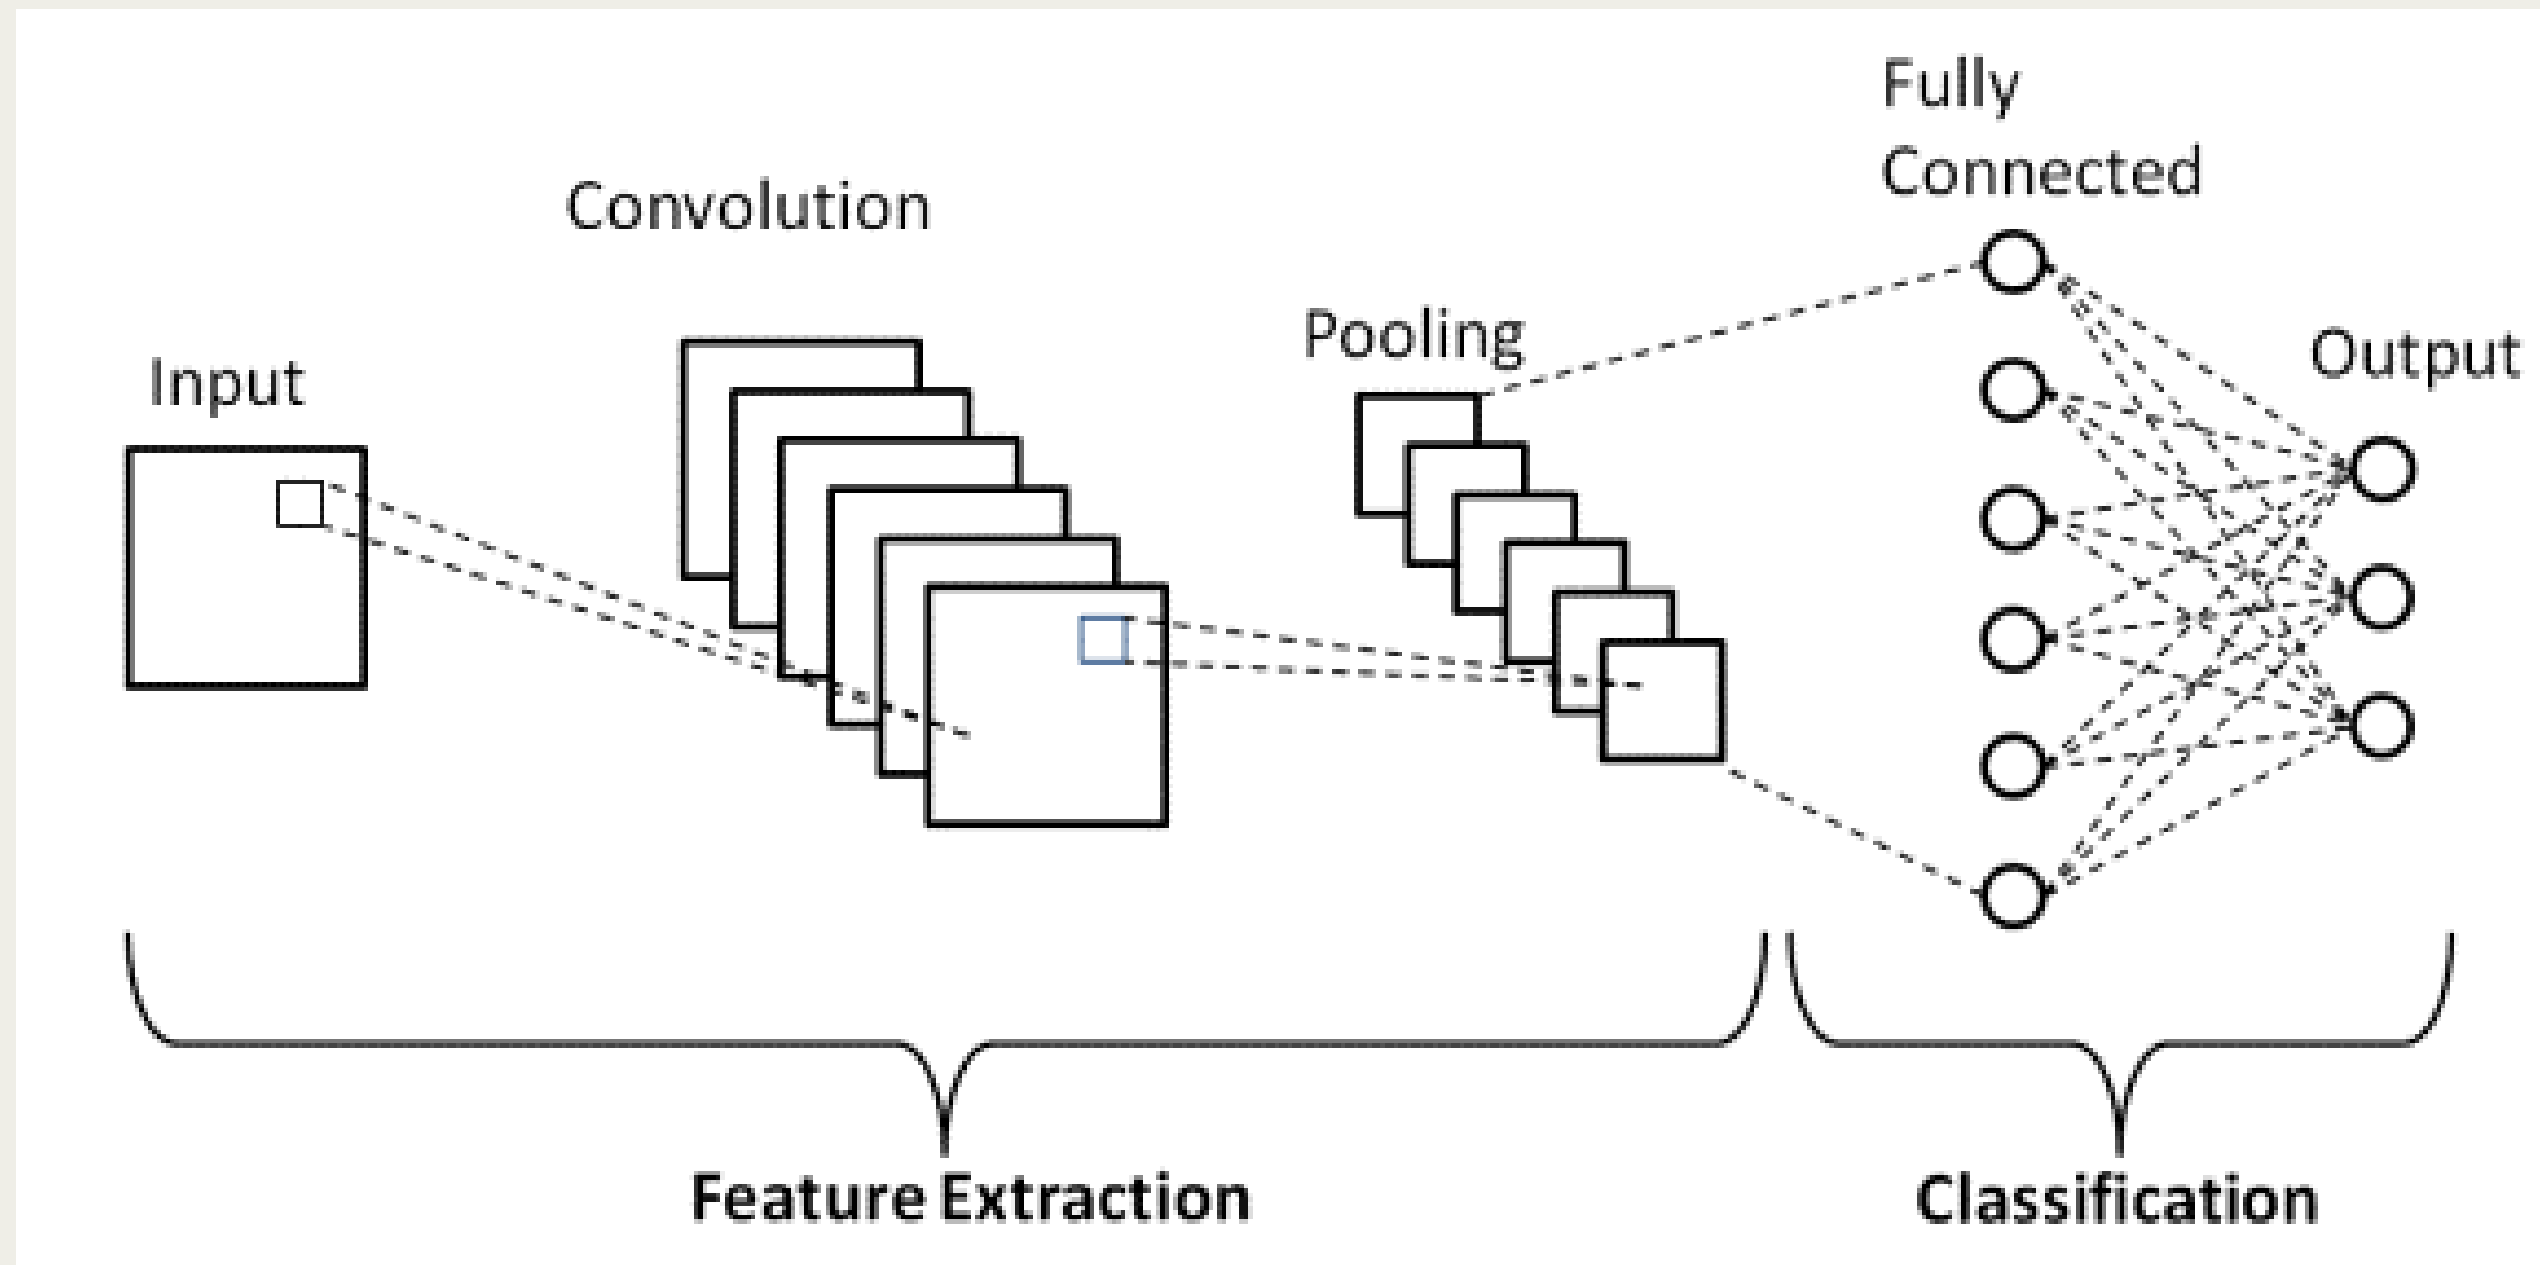 Input
Convolution
Pooling
Fully
Connected
Output
Feature Extraction
Classification